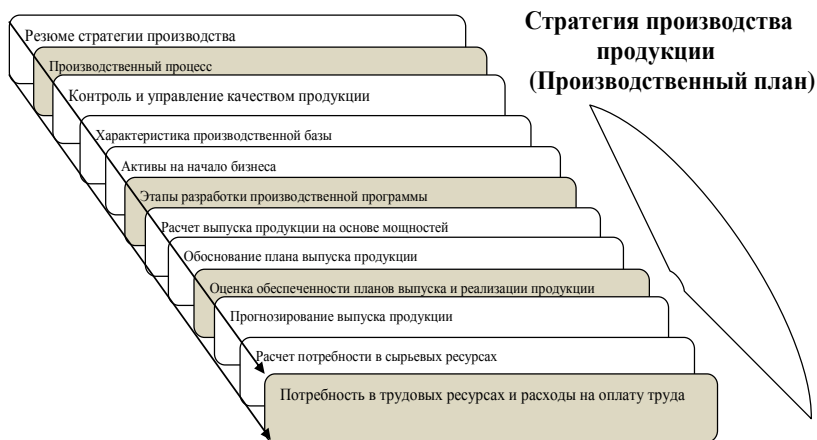 Стратегия производства
продукции
(Производственный план)
Резюме стратегии производства
Производственный процесс
Контроль и управление качеством продукции
Характеристика производственной базы
Активы на начало бизнеса
Этапы разработки производственной программы
Расчет выпуска продукции на основе мощностей
Обоснование плана выпуска продукции
Оценка обеспеченности планов выпуска и реализации продукции
Прогнозирование выпуска продукции
Расчет потребности в сырьевых ресурсах
Потребность в трудовых ресурсах и расходы на оплату труда